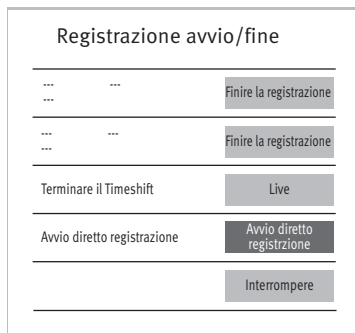 Registrazione avvio/fine
--- --- Finire la registrazione
---
--- --- Finire la registrazione
---
Terminare il Timeshift Live
Avvio diretto registrazione Avvio diretto
registrzione
Interrompere